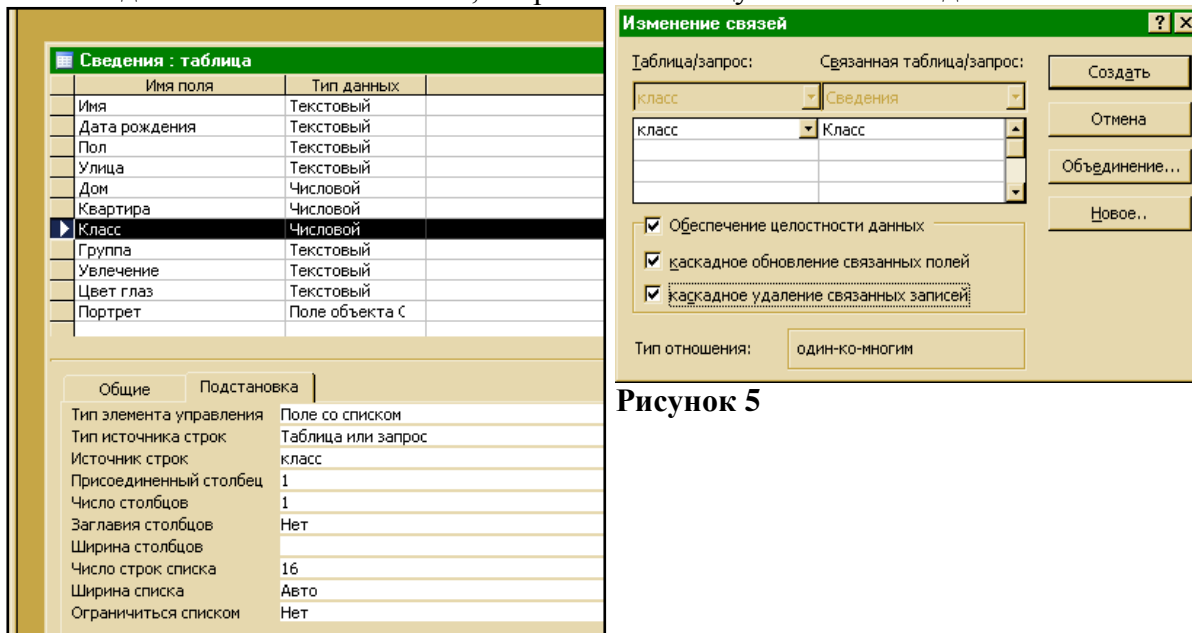 Сведения : таблица
Имя поля Тип данных
Имя Текстовый
Дата рождения Текстовый
Пол Текстовый
Улица Текстовый
Дом Числовой
Квартира Числовой
Класс Числовой
Группа Текстовый
Увлечение Текстовый
Цвет глаз Текстовый
Портрет Поле объекта С
Общие Подстановка
Тип элемента управления Поле со списком
Тип источника строк Таблица или запрос
Источник строк класс
Присоединенный столбец 1
Число столбцов 1
Заглавия столбцов Нет
Ширина столбцов
Число строк списка 16
Ширина списка Авто
Ограничиться списком Нет
Изменение связей ? X
Таблица/запрос: Связанная таблица/запрос:
класс Сведения
класс Класс
Обеспечение целостности данных
каскадное обновление связанных полей
каскадное удаление связанных записей
Тип отношения: один-ко-многим
Создать
Отмена
Объединение...
Новое..
Рисунок 5